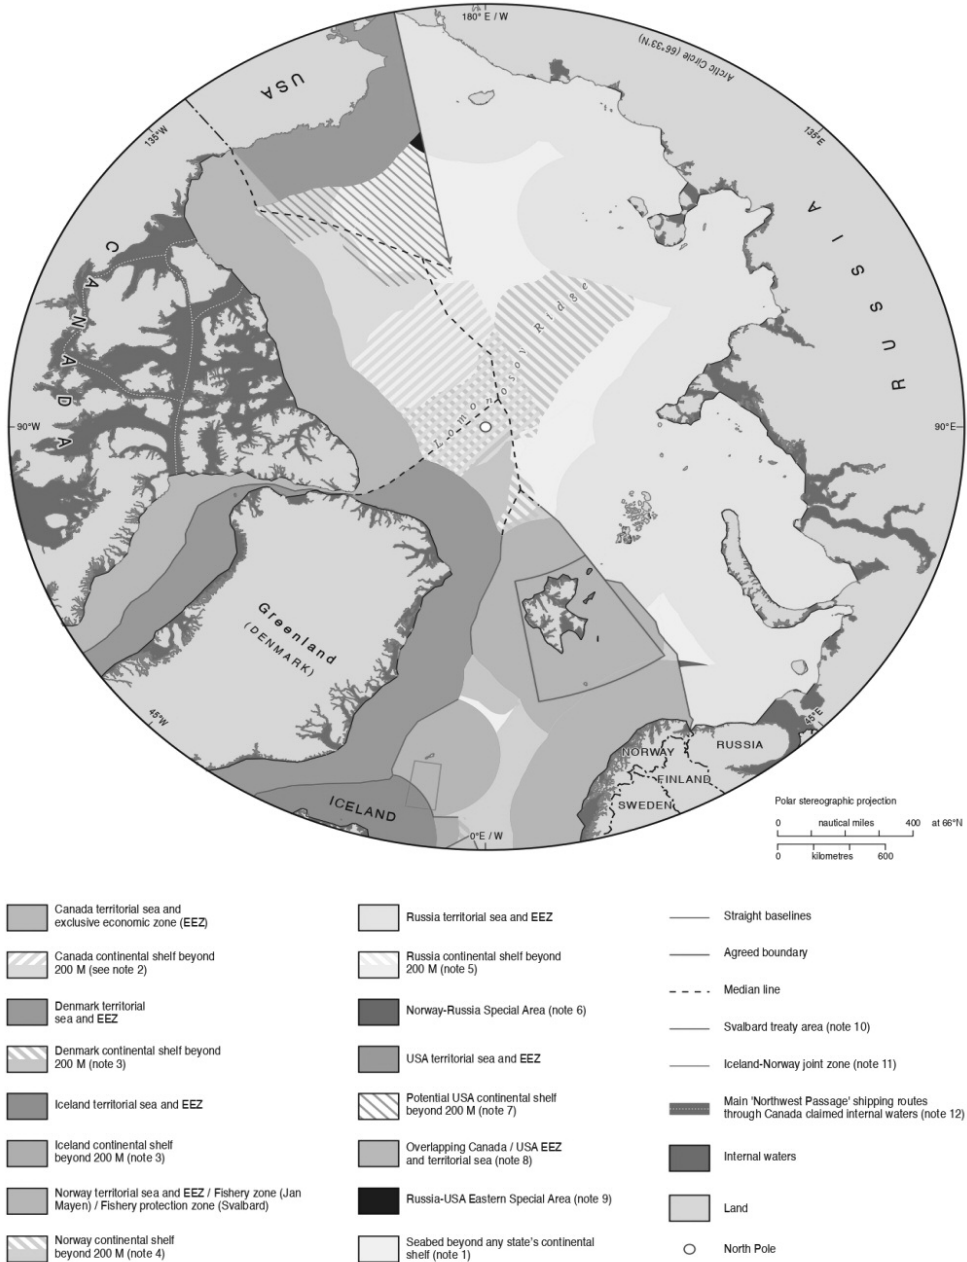 180° E / W
Arctic Circle (66°33'N)
USA
135°W
135°E
CANADA
RUSSIA
Lomonosov Ridge
90°W
90°E
Greenland
(DENMARK)
45°W
45°E
NORWAY
RUSSIA
FINLAND
SWEDEN
ICELAND
0°E / W
Polar stereographic projection
0 nautical miles 400 at 66°N
0 kilometres 600
Canada territorial sea and
exclusive economic zone (EEZ)
Canada continental shelf beyond
200 M (see note 2)
Denmark territorial
sea and EEZ
Denmark continental shelf beyond
200 M (note 3)
Iceland territorial sea and EEZ
Iceland continental shelf
beyond 200 M (note 3)
Norway territorial sea and EEZ / Fishery zone (Jan
Mayen) / Fishery protection zone (Svalbard)
Norway continental shelf
beyond 200 M (note 4)
Russia territorial sea and EEZ
Russia continental shelf beyond
200 M (note 5)
Norway-Russia Special Area (note 6)
USA territorial sea and EEZ
Potential USA continental shelf
beyond 200 M (note 7)
Overlapping Canada / USA EEZ
and territorial sea (note 8)
Russia-USA Eastern Special Area (note 9)
Seabed beyond any state's continental
shelf (note 1)
Straight baselines
Agreed boundary
Median line
Svalbard treaty area (note 10)
Iceland-Norway joint zone (note 11)
Main 'Northwest Passage' shipping routes
through Canada claimed internal waters (note 12)
Internal waters
Land
North Pole